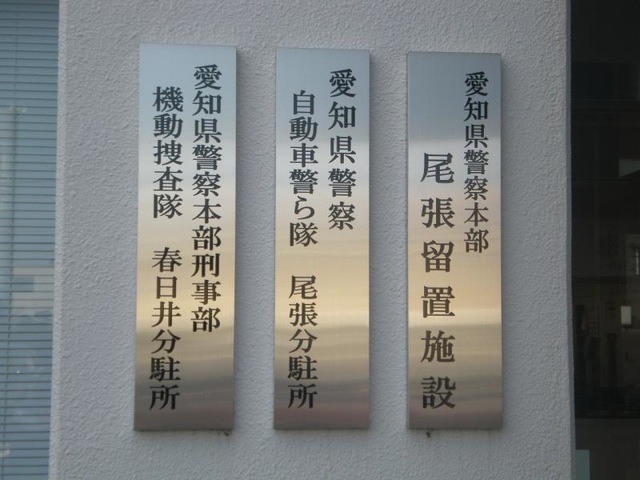 愛知県警察本部
尾張留置施設
愛知県警察
自動車警ら隊　尾張分駐所
愛知県警察本部刑事部
機動捜査隊　春日井分駐所